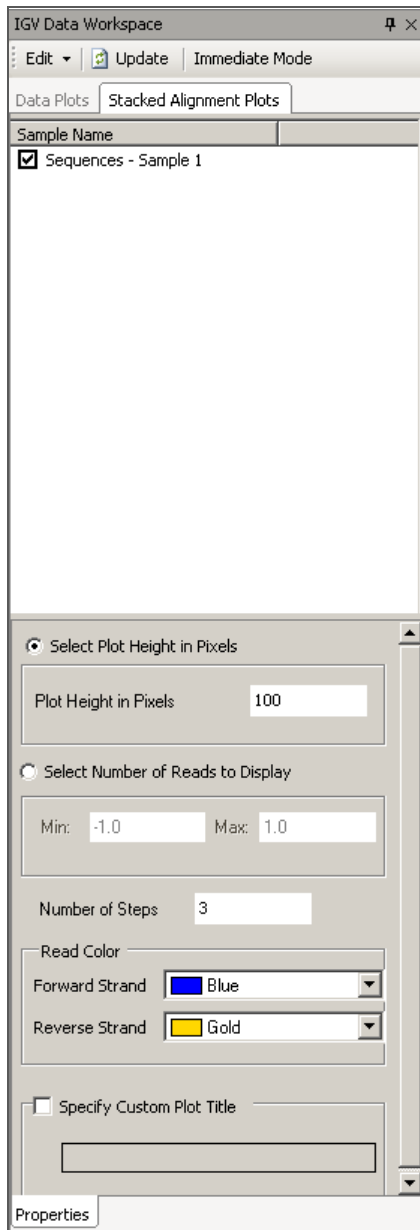 IGV Data Workspace
Edit Update Immediate Mode
Data Plots Stacked Alignment Plots
Sample Name
Sequences - Sample 1
Select Plot Height in Pixels
Plot Height in Pixels 100
Select Number of Reads to Display
Min: -1.0 Max: 1.0
Number of Steps 3
Read Color
Forward Strand Blue
Reverse Strand Gold
Specify Custom Plot Title
Properties